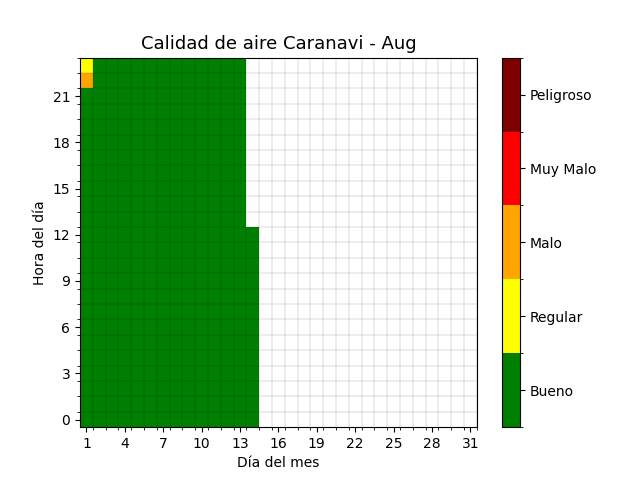 Calidad de aire Caranavi - Aug
Hora del día
21
18
15
12
9
6
3
0
1 4 7 10 13 16 19 22 25 28 31
Día del mes
Peligroso
Muy Malo
Malo
Regular
Bueno